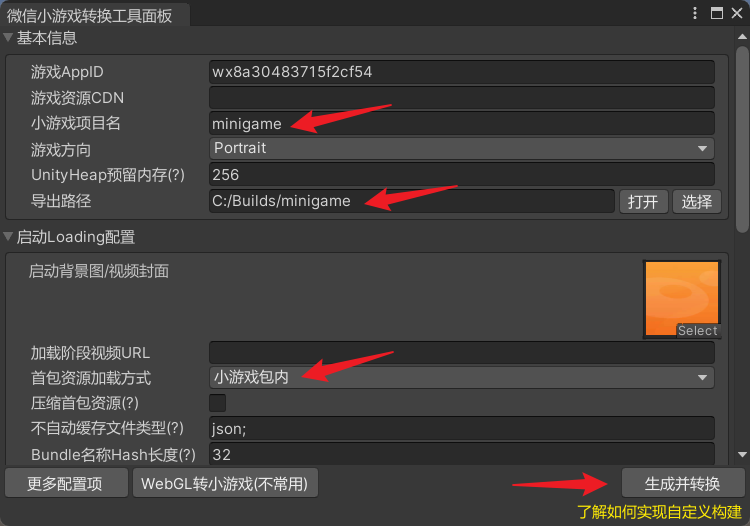 微信小游戏转换工具面板
基本信息
游戏AppID wx8a30483715f2cf54
游戏资源CDN
小游戏项目名 minigame
游戏方向 Portrait
UnityHeap预留内存(?) 256
导出路径 C:/Builds/minigame 打开 选择
启动Loading配置
启动背景图/视频封面
Select
加载阶段视频URL
首包资源加载方式 小游戏包内
压缩首包资源(?)
不自动缓存文件类型(?) json;
Bundle名称Hash长度(?) 32
更多配置项 WebGL转小游戏(不常用) 生成并转换
了解如何实现自定义构建